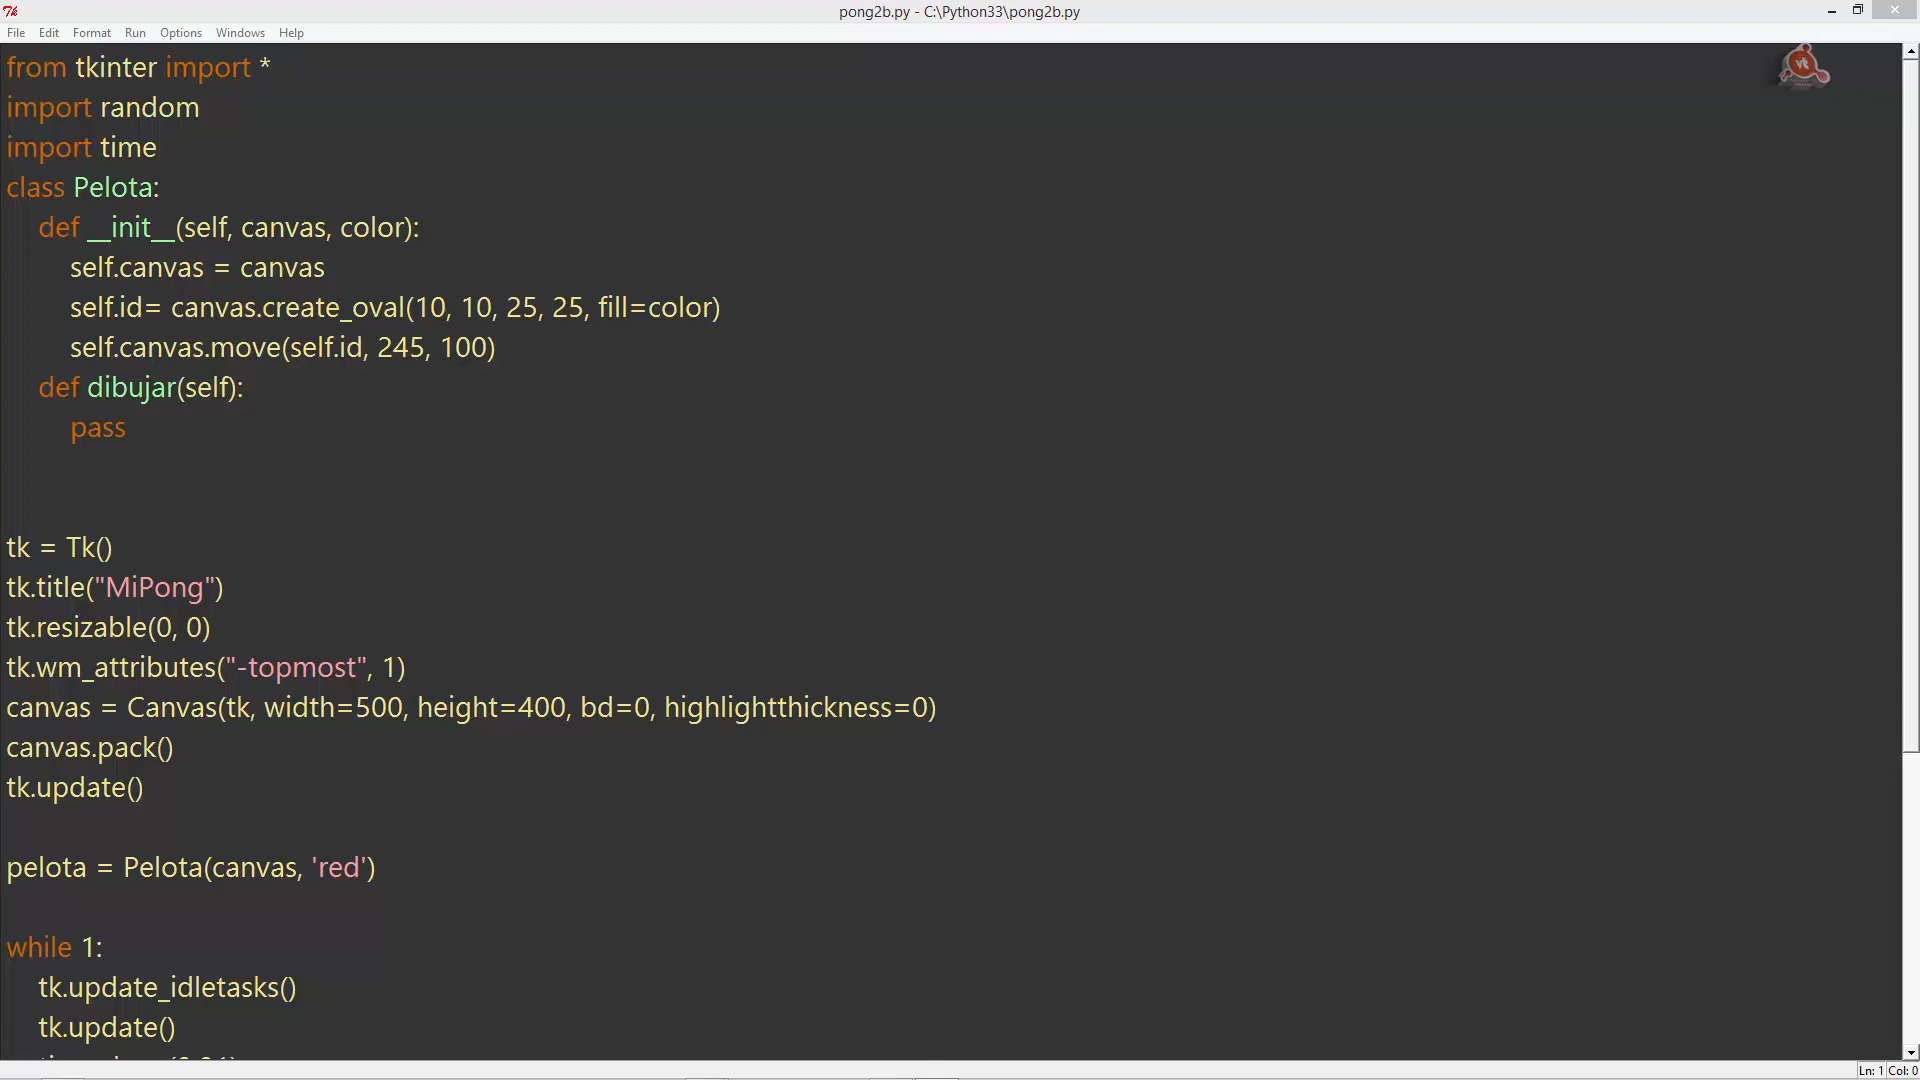 pong2b.py - C:\Python33\pong2b.py
File Edit Format Run Options Windows Help
from tkinter import *
import random
import time
class Pelota:
    def __init__(self, canvas, color):
        self.canvas = canvas
        self.id= canvas.create_oval(10, 10, 25, 25, fill=color)
        self.canvas.move(self.id, 245, 100)
    def dibujar(self):
        pass
tk = Tk()
tk.title("MiPong")
tk.resizable(0, 0)
tk.wm_attributes("-topmost", 1)
canvas = Canvas(tk, width=500, height=400, bd=0, highlightthickness=0)
canvas.pack()
tk.update()
pelota = Pelota(canvas, 'red')
while 1:
    tk.update_idletasks()
    tk.update()
Ln: 1 Col: 0